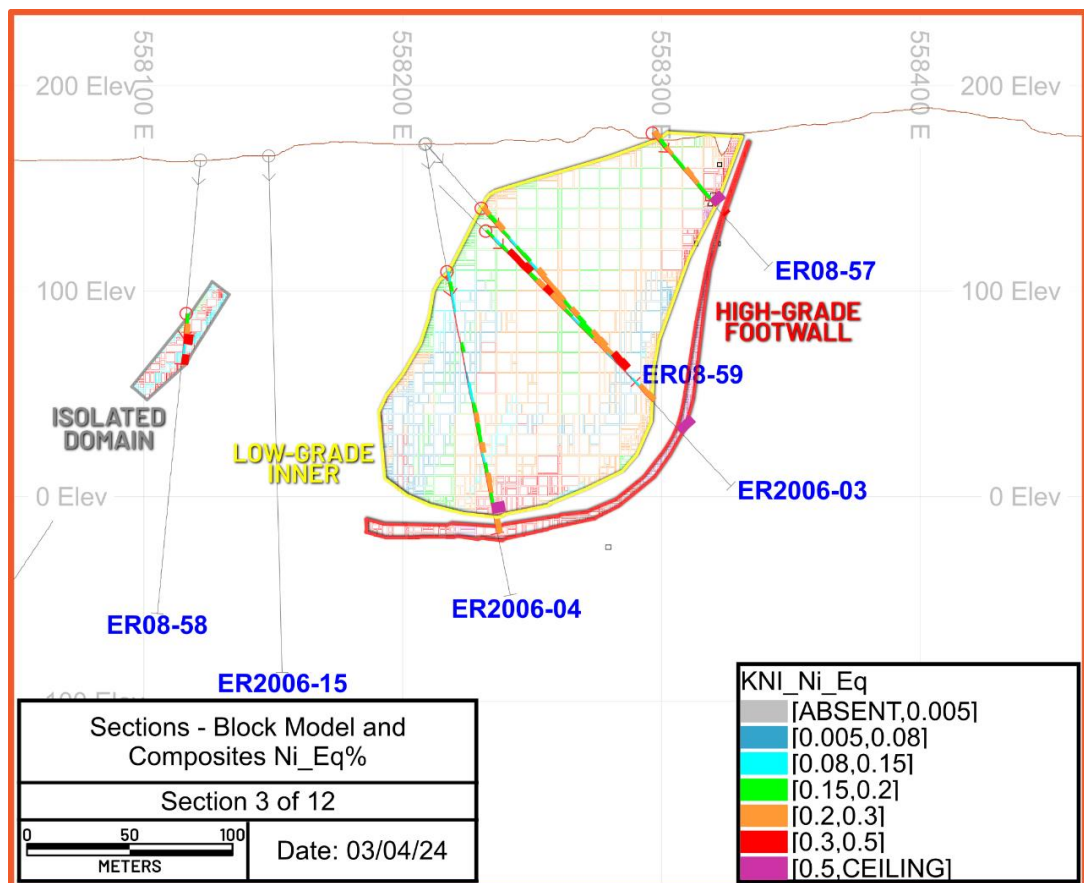 558100 E
558200 E
558300 E
558400 E
200 Elev
200 Elev
100 Elev
100 Elev
0 Elev
0 Elev
ER08-57
HIGH-GRADE
FOOTWALL
ER08-59
ISOLATED
DOMAIN
LOW-GRADE
INNER
ER2006-03
ER2006-04
ER08-58
ER2006-15
Sections - Block Model and
Composites Ni_Eq%
Section 3 of 12
0 50 100
METERS
Date: 03/04/24
KNI_Ni_Eq
[ABSENT,0.005]
[0.005,0.08]
[0.08,0.15]
[0.15,0.2]
[0.2,0.3]
[0.3,0.5]
[0.5,CEILING]